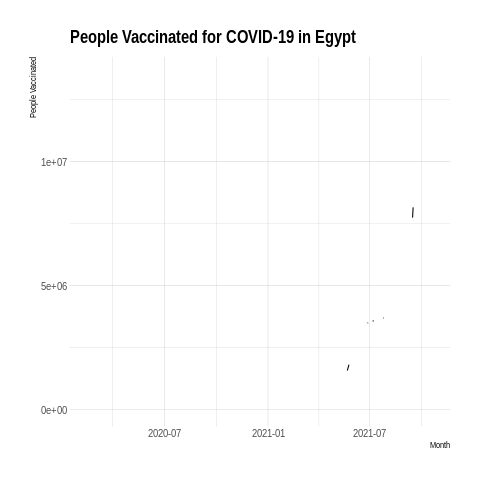 People Vaccinated for COVID-19 in Egypt
People Vaccinated
1e+07
5e+06
0e+00
2020-07
2021-01
2021-07
Month